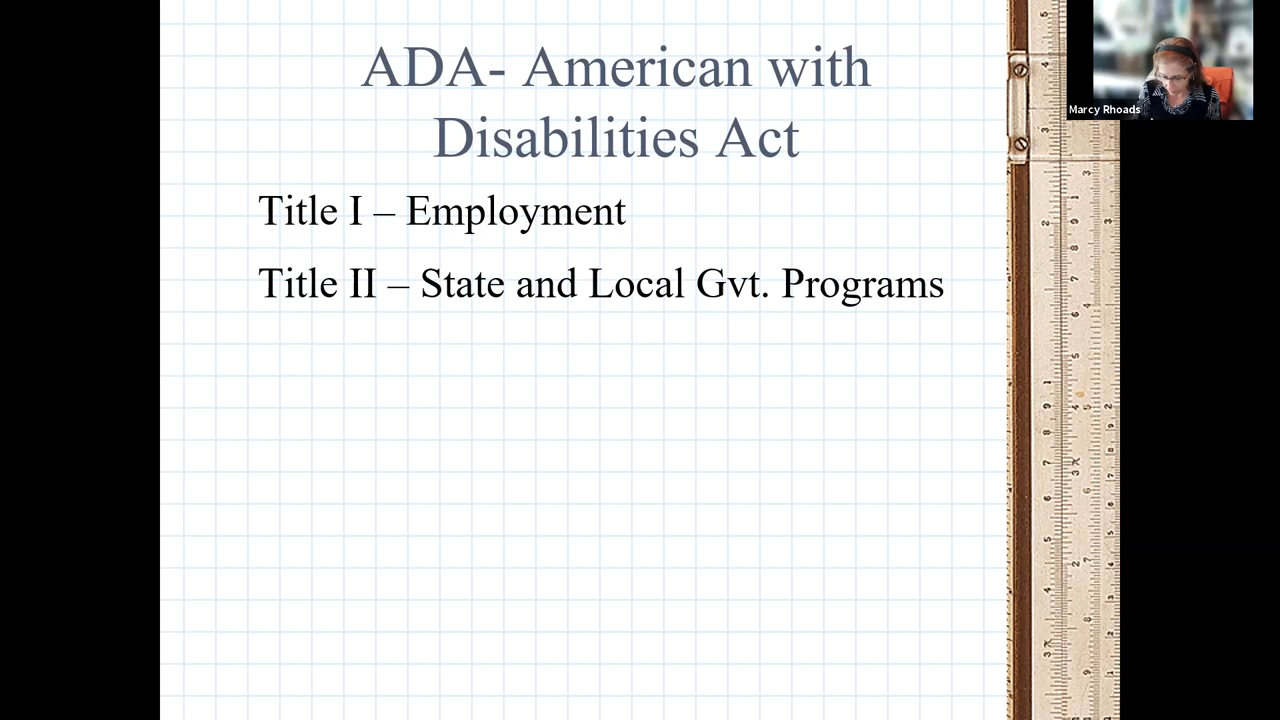 ADA- American with
Disabilities Act
Title I – Employment
Title II – State and Local Gvt. Programs
Marcy Rhoads